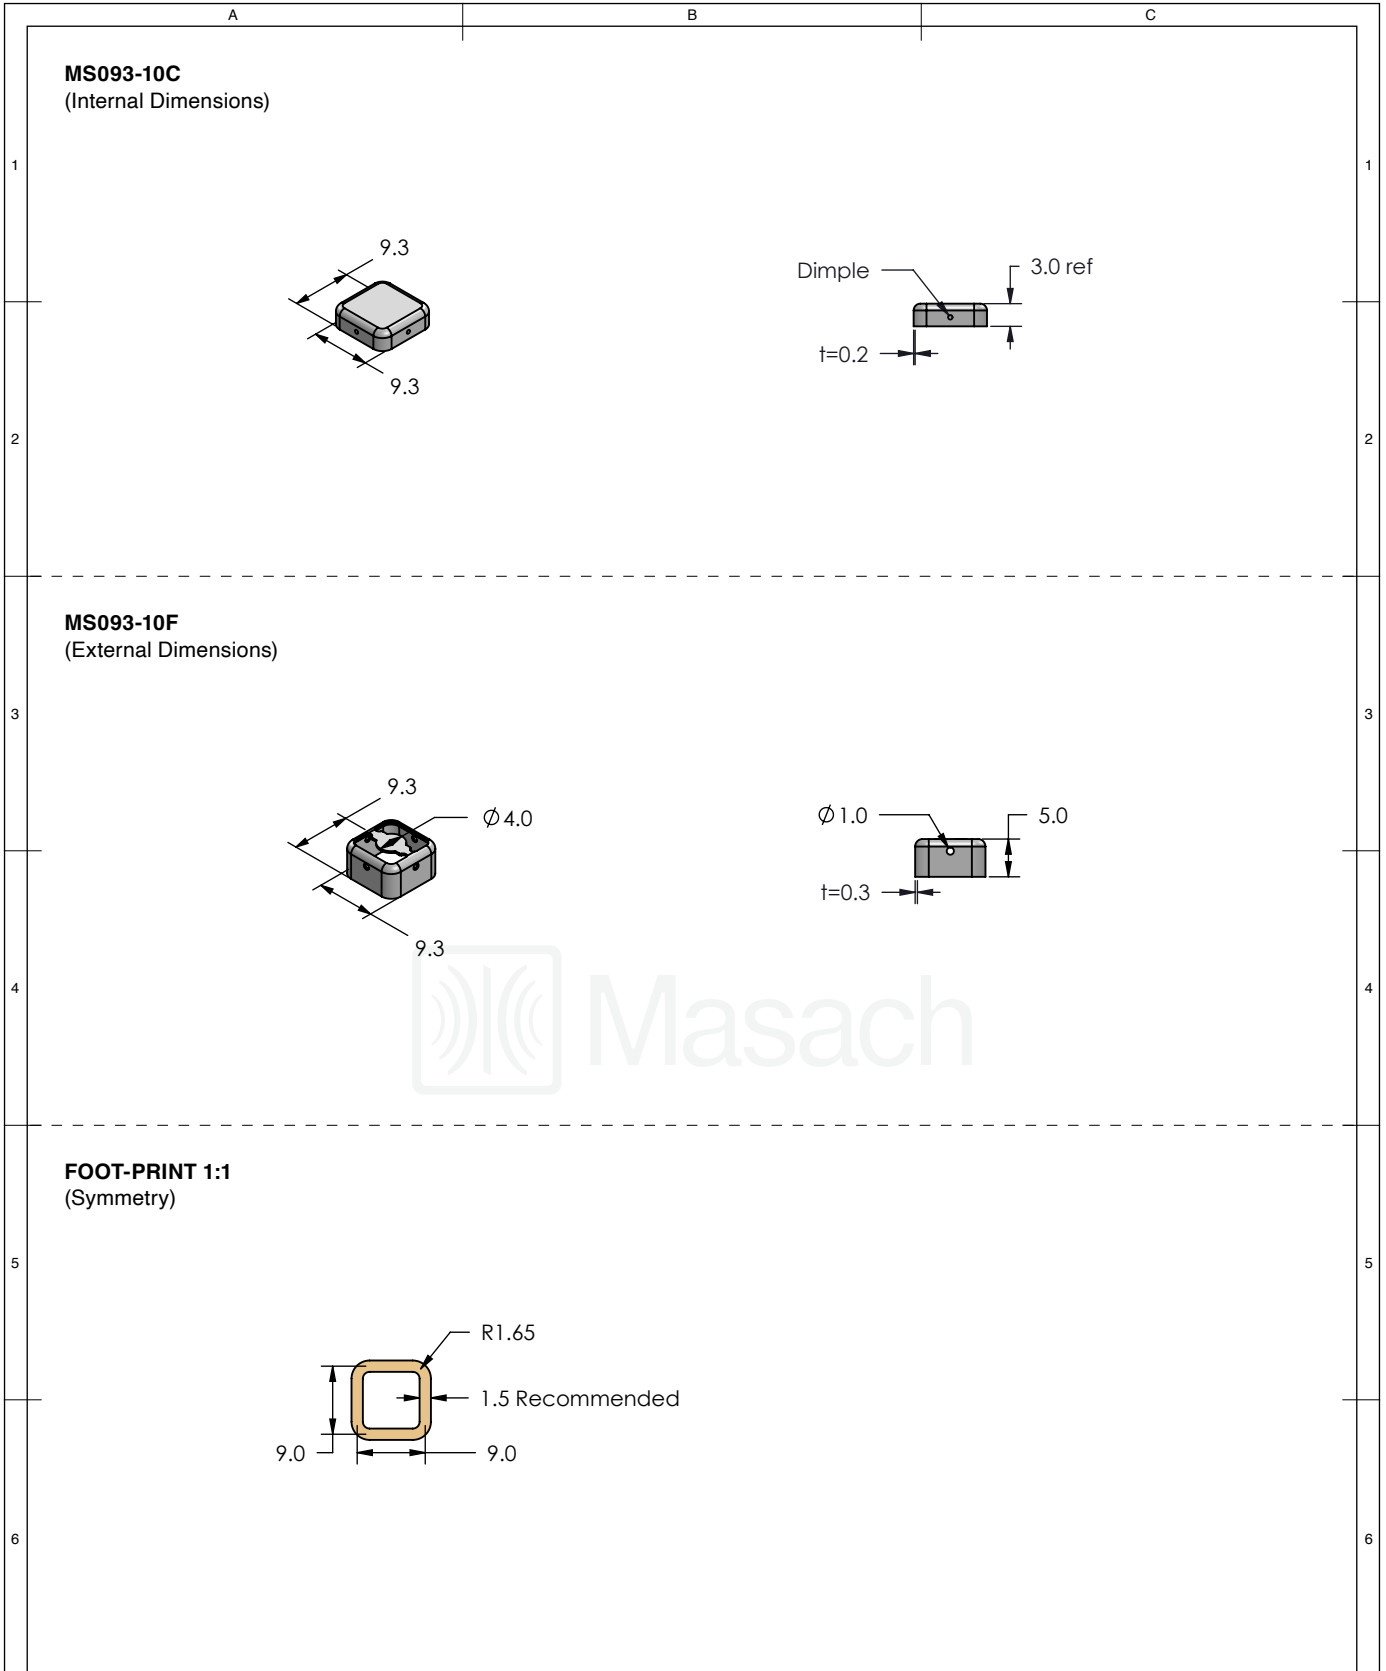 A B C
MS093-10C
(Internal Dimensions)
1 1
9.3
9.3
Dimple
3.0 ref
t=0.2
2 2
MS093-10F
(External Dimensions)
3 3
9.3
∅4.0
9.3
∅1.0
5.0
t=0.3
Masach
4 4
FOOT-PRINT 1:1
(Symmetry)
5 5
R1.65
1.5 Recommended
9.0
9.0
6 6